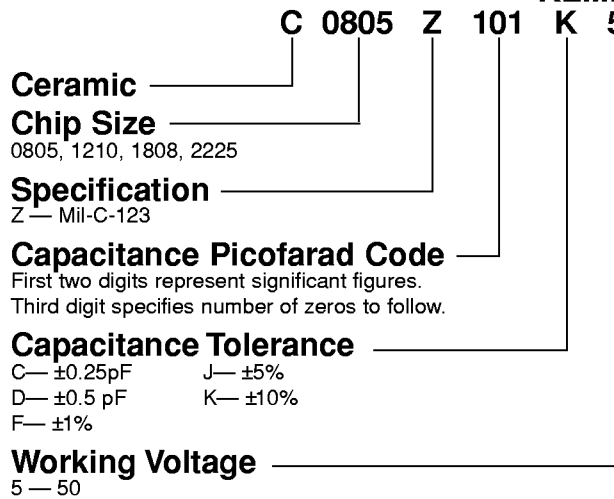 C 0805 Z 101 K
Ceramic
Chip Size
0805, 1210, 1808, 2225
Specification
Z — Mil-C-123
Capacitance Picofarad Code
First two digits represent significant figures.
Third digit specifies number of zeros to follow.
Capacitance Tolerance
C— ±0.25pF J— ±5%
D— ±0.5 pF K— ±10%
F— ±1%
Working Voltage
5 — 50